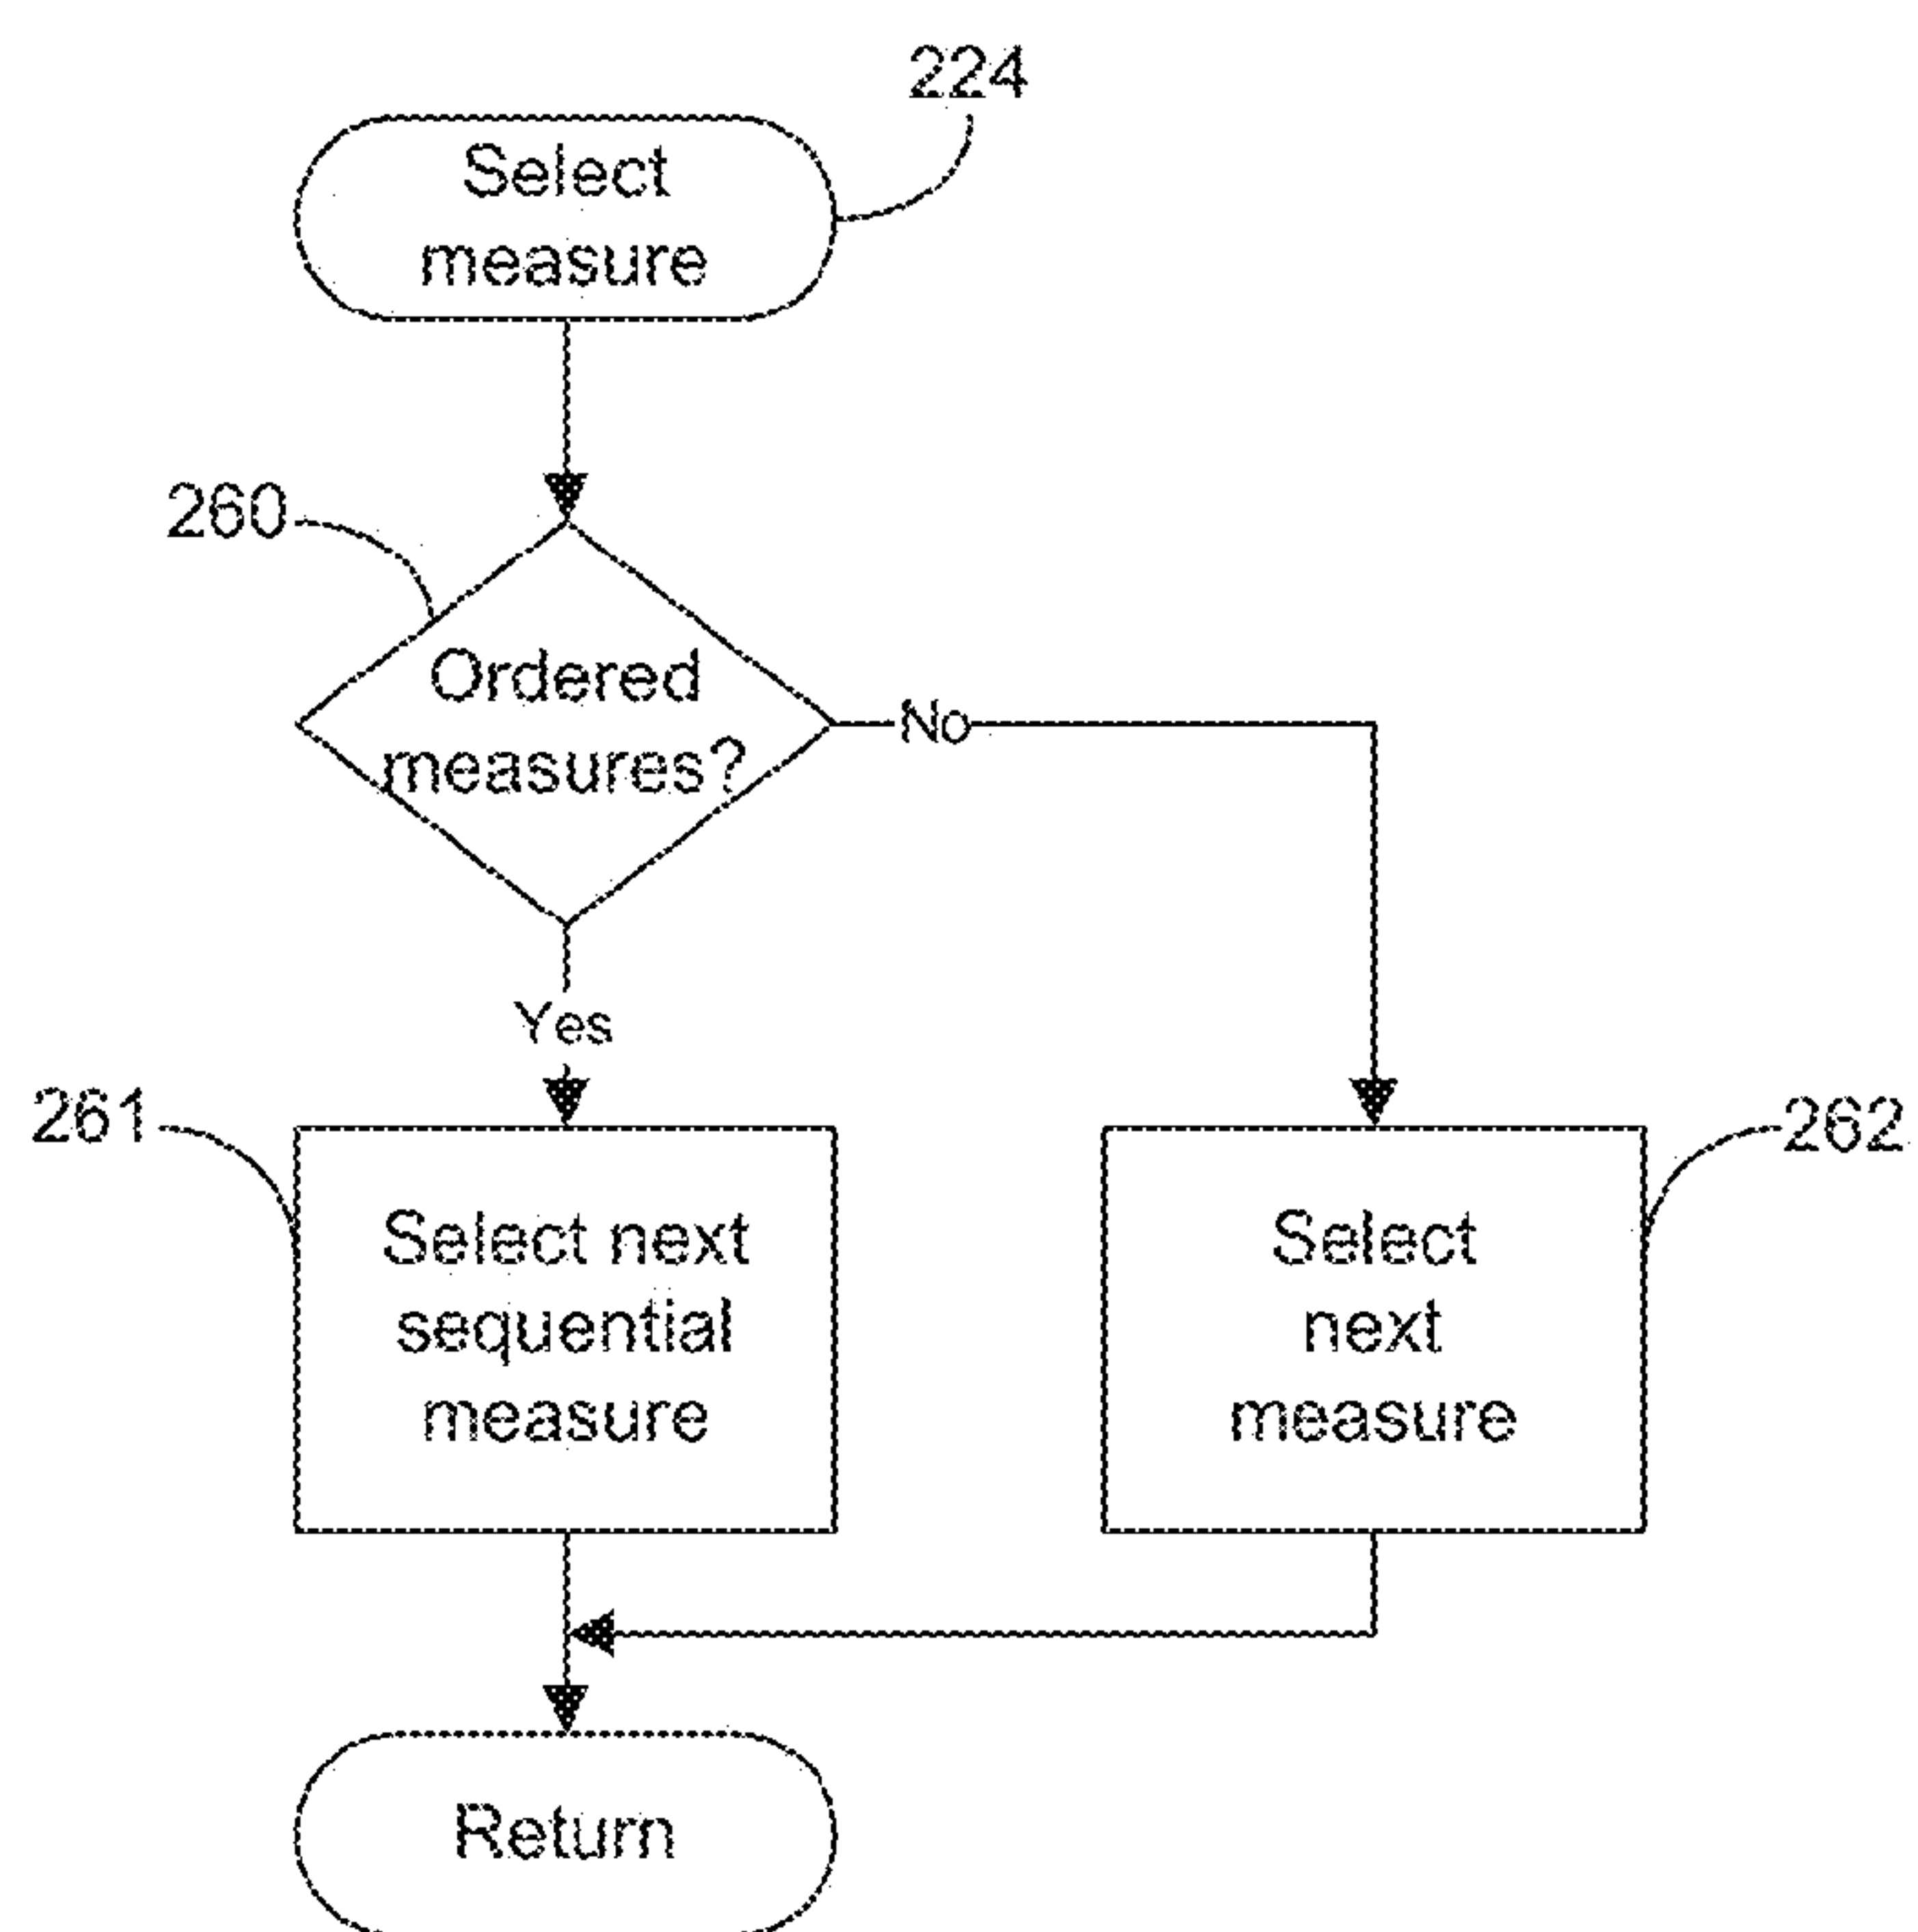 224
Select
measure
260
Ordered
measures?
No
Yes
261
262
Select next
sequential
measure
Select
next
measure
Return